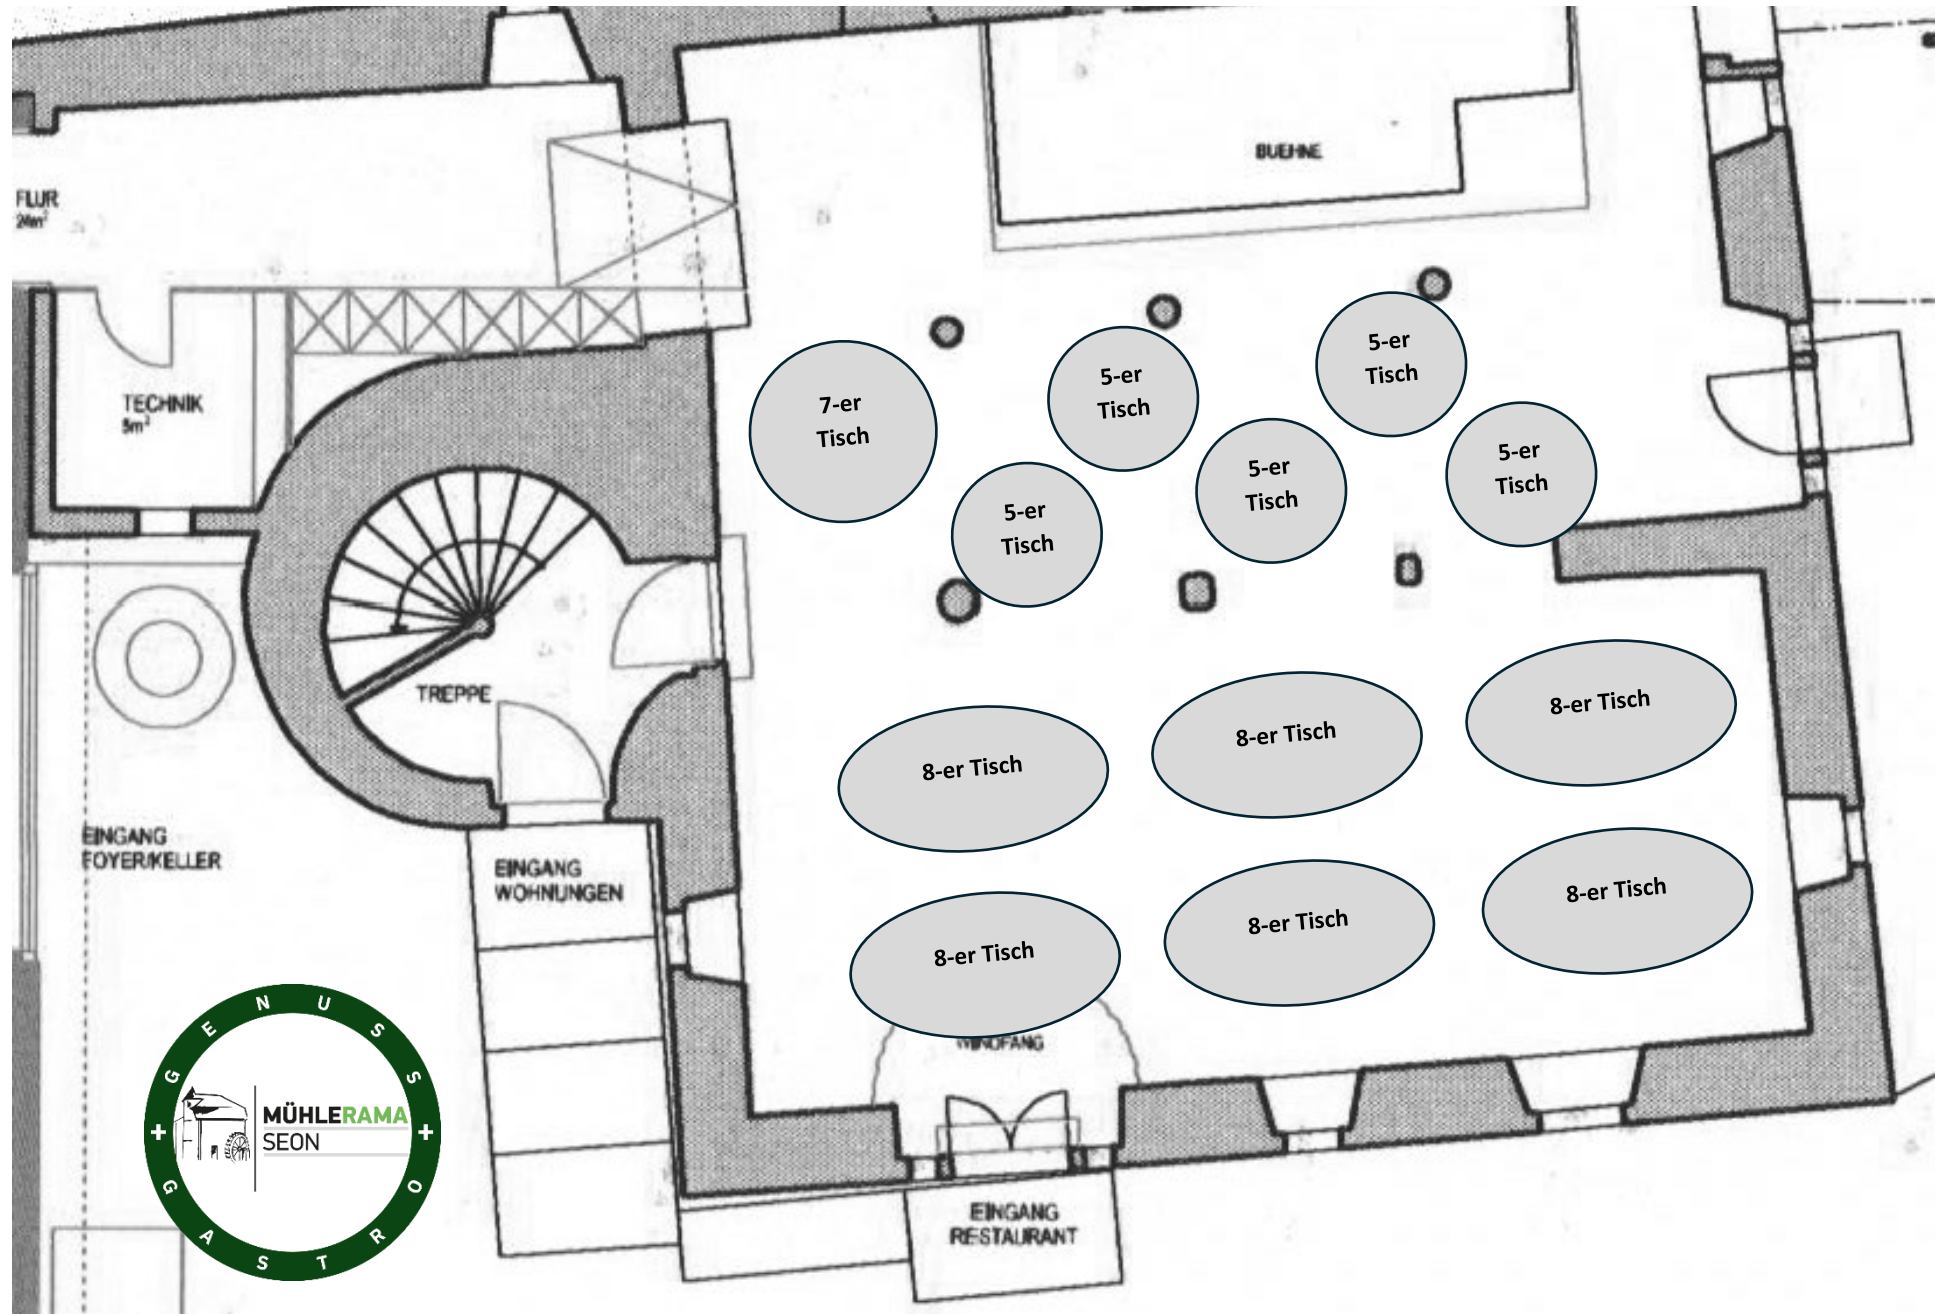 BUEHNE
FLUR
24m²
TECHNIK
5m²
7-er
Tisch
5-er
Tisch
5-er
Tisch
5-er
Tisch
5-er
Tisch
5-er
Tisch
TREPPE
8-er Tisch
8-er Tisch
8-er Tisch
EINGANG
FOYER/KELLER
EINGANG
WOHNUNGEN
8-er Tisch
8-er Tisch
8-er Tisch
WINDFANG
EINGANG
RESTAURANT
GENUSS
MÜHLERAMA
SEON
GASTRO